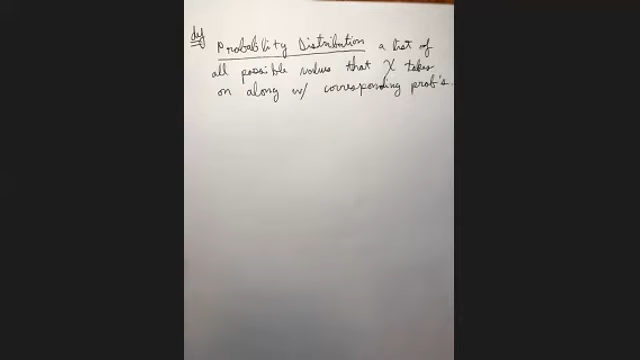 def Probability Distribution a list of
all possible values that X takes
on along w/ corresponding prob's.